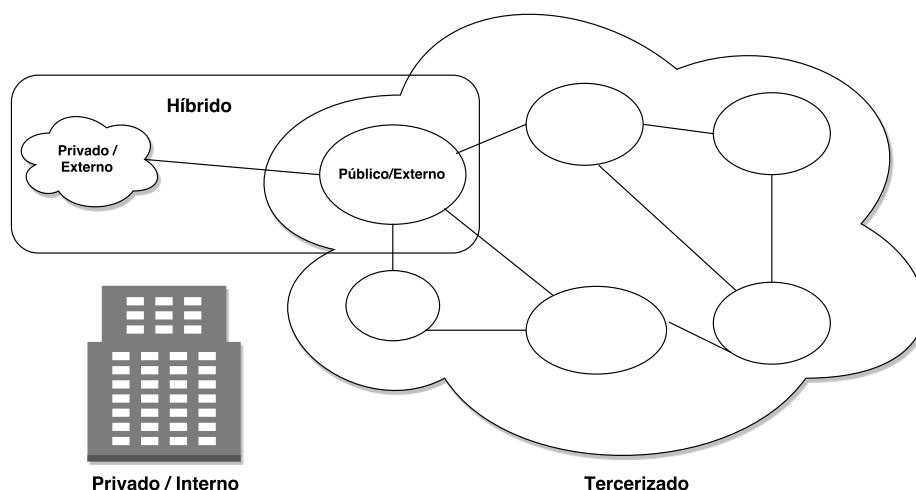 Híbrido
Privado /
Externo
Público/Externo
Privado / Interno
Tercerizado